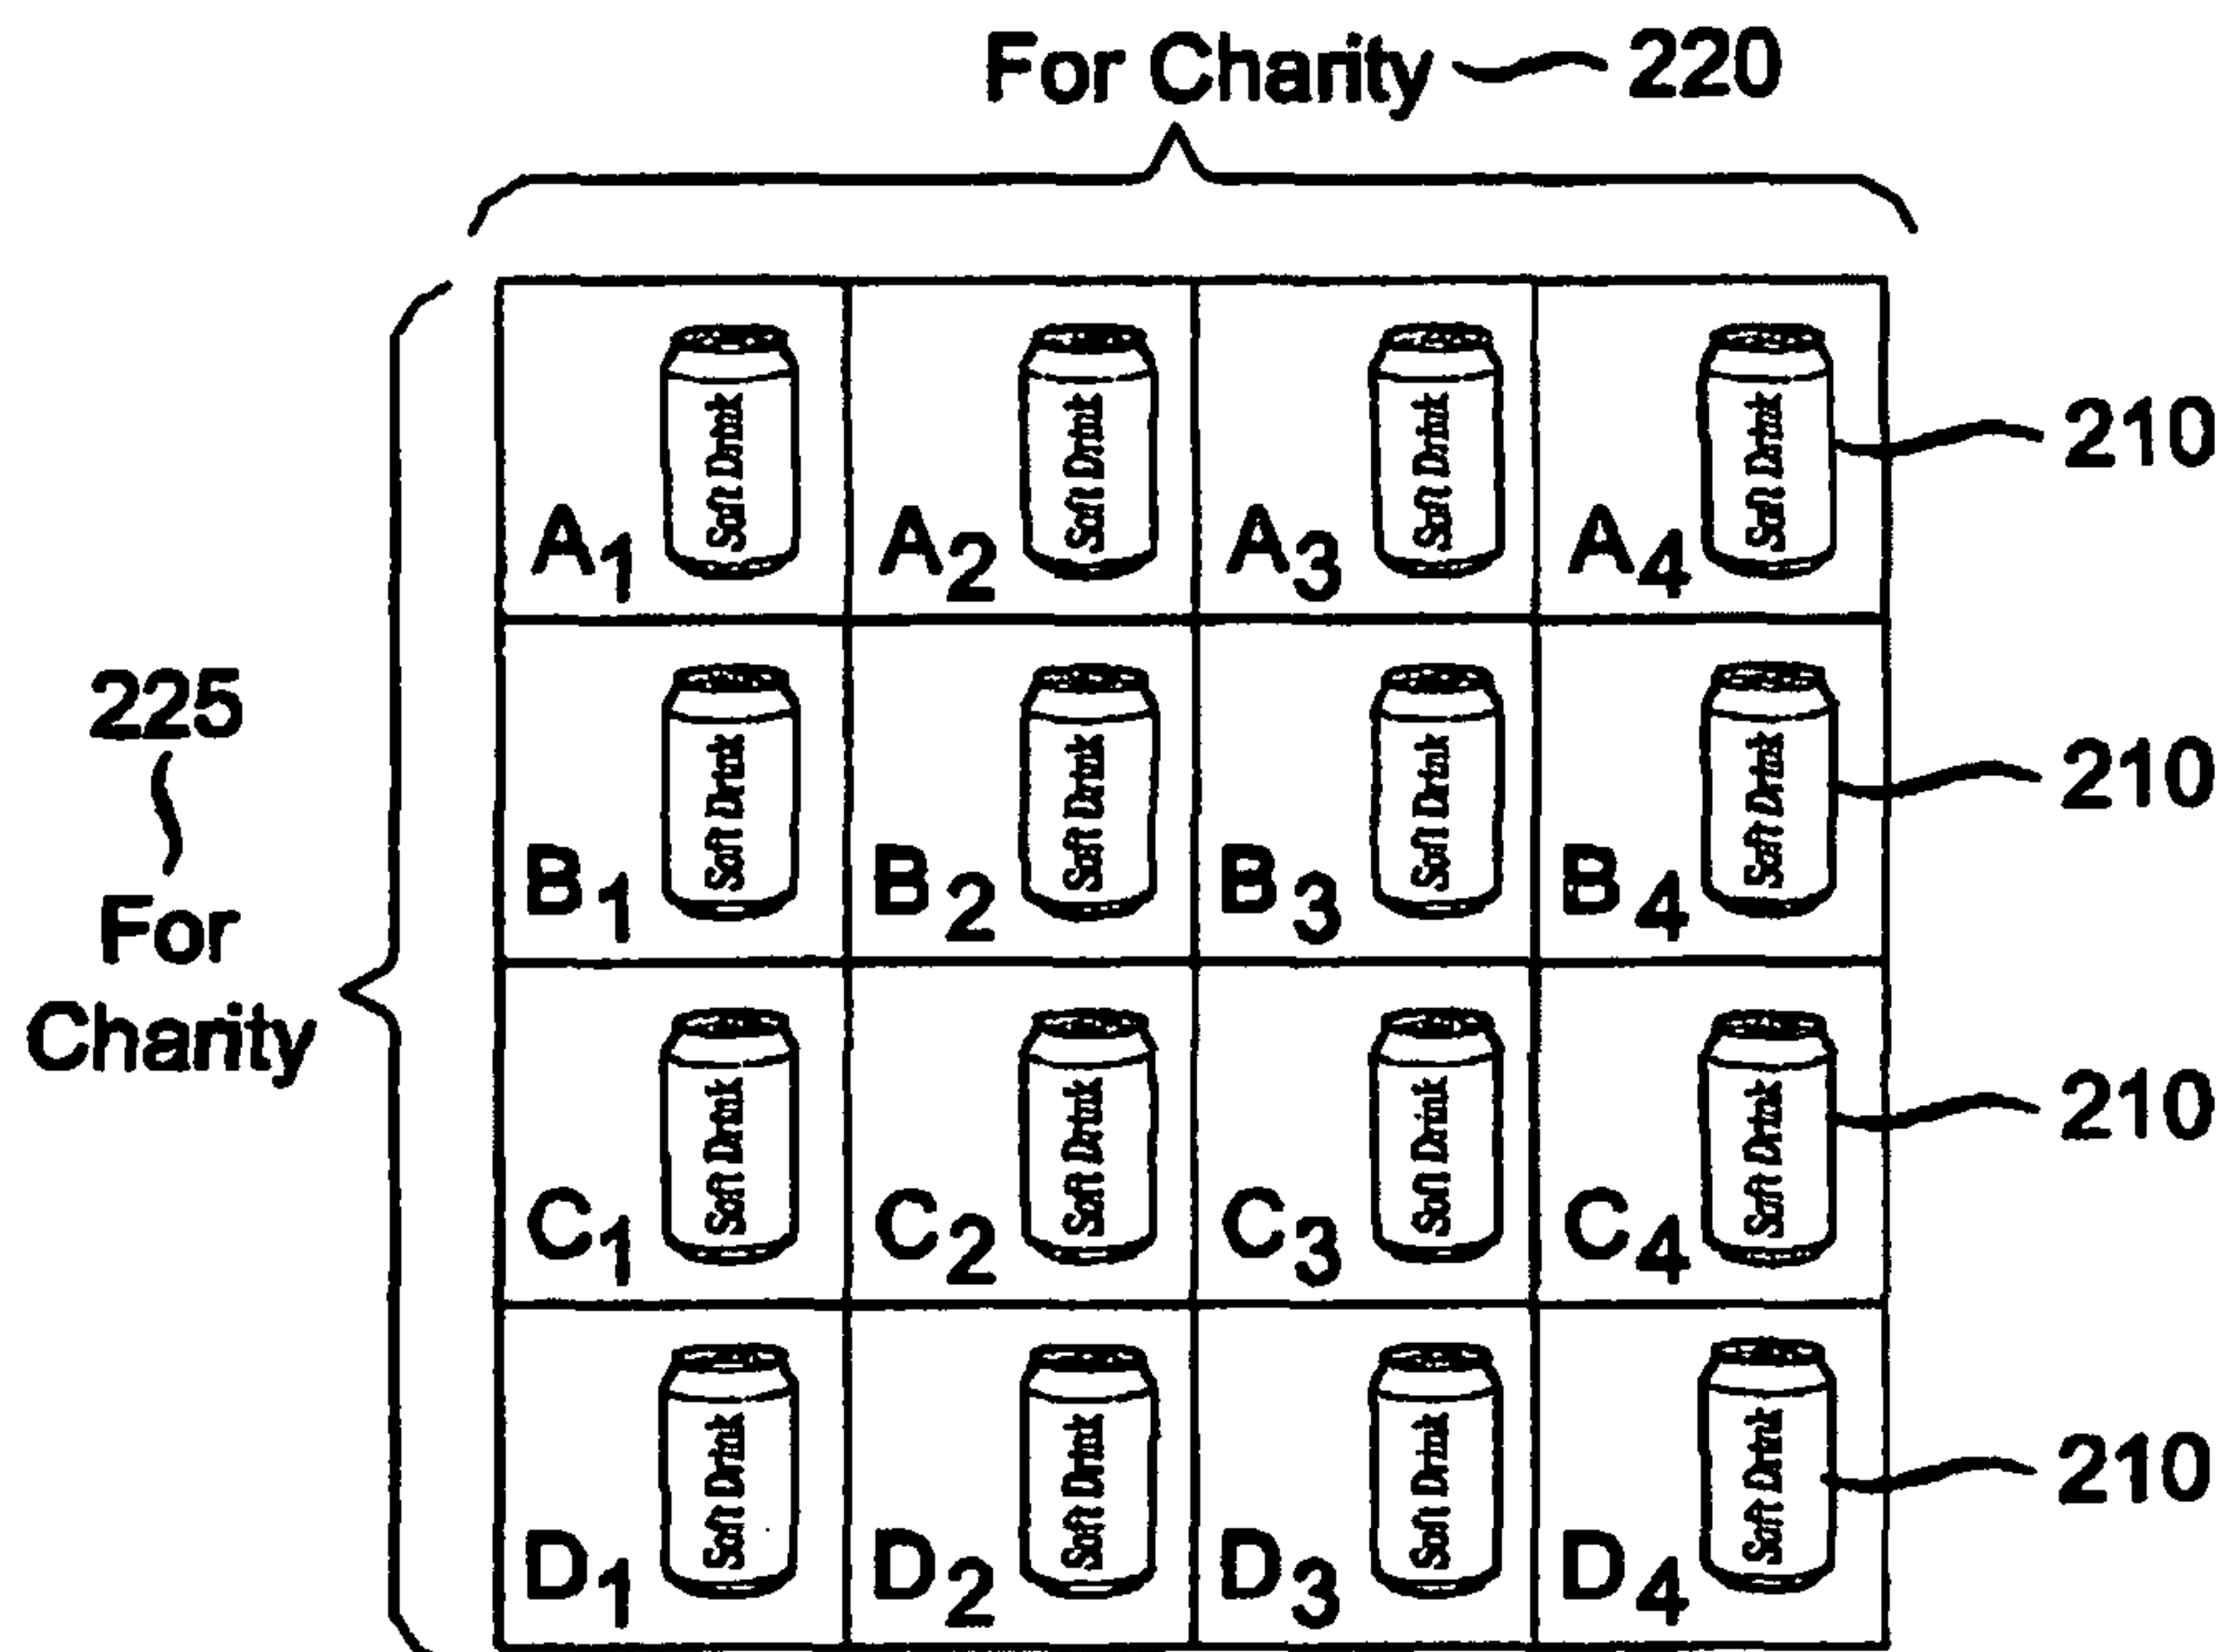 For Charity 220
Soft Drink Soft Drink Soft Drink Soft Drink 210
A1 A2 A3 A4
225
Soft Drink Soft Drink Soft Drink Soft Drink 210
B1 B2 B3 B4
For
Charity
Soft Drink Soft Drink Soft Drink Soft Drink 210
C1 C2 C3 C4
Soft Drink Soft Drink Soft Drink Soft Drink 210
D1 D2 D3 D4